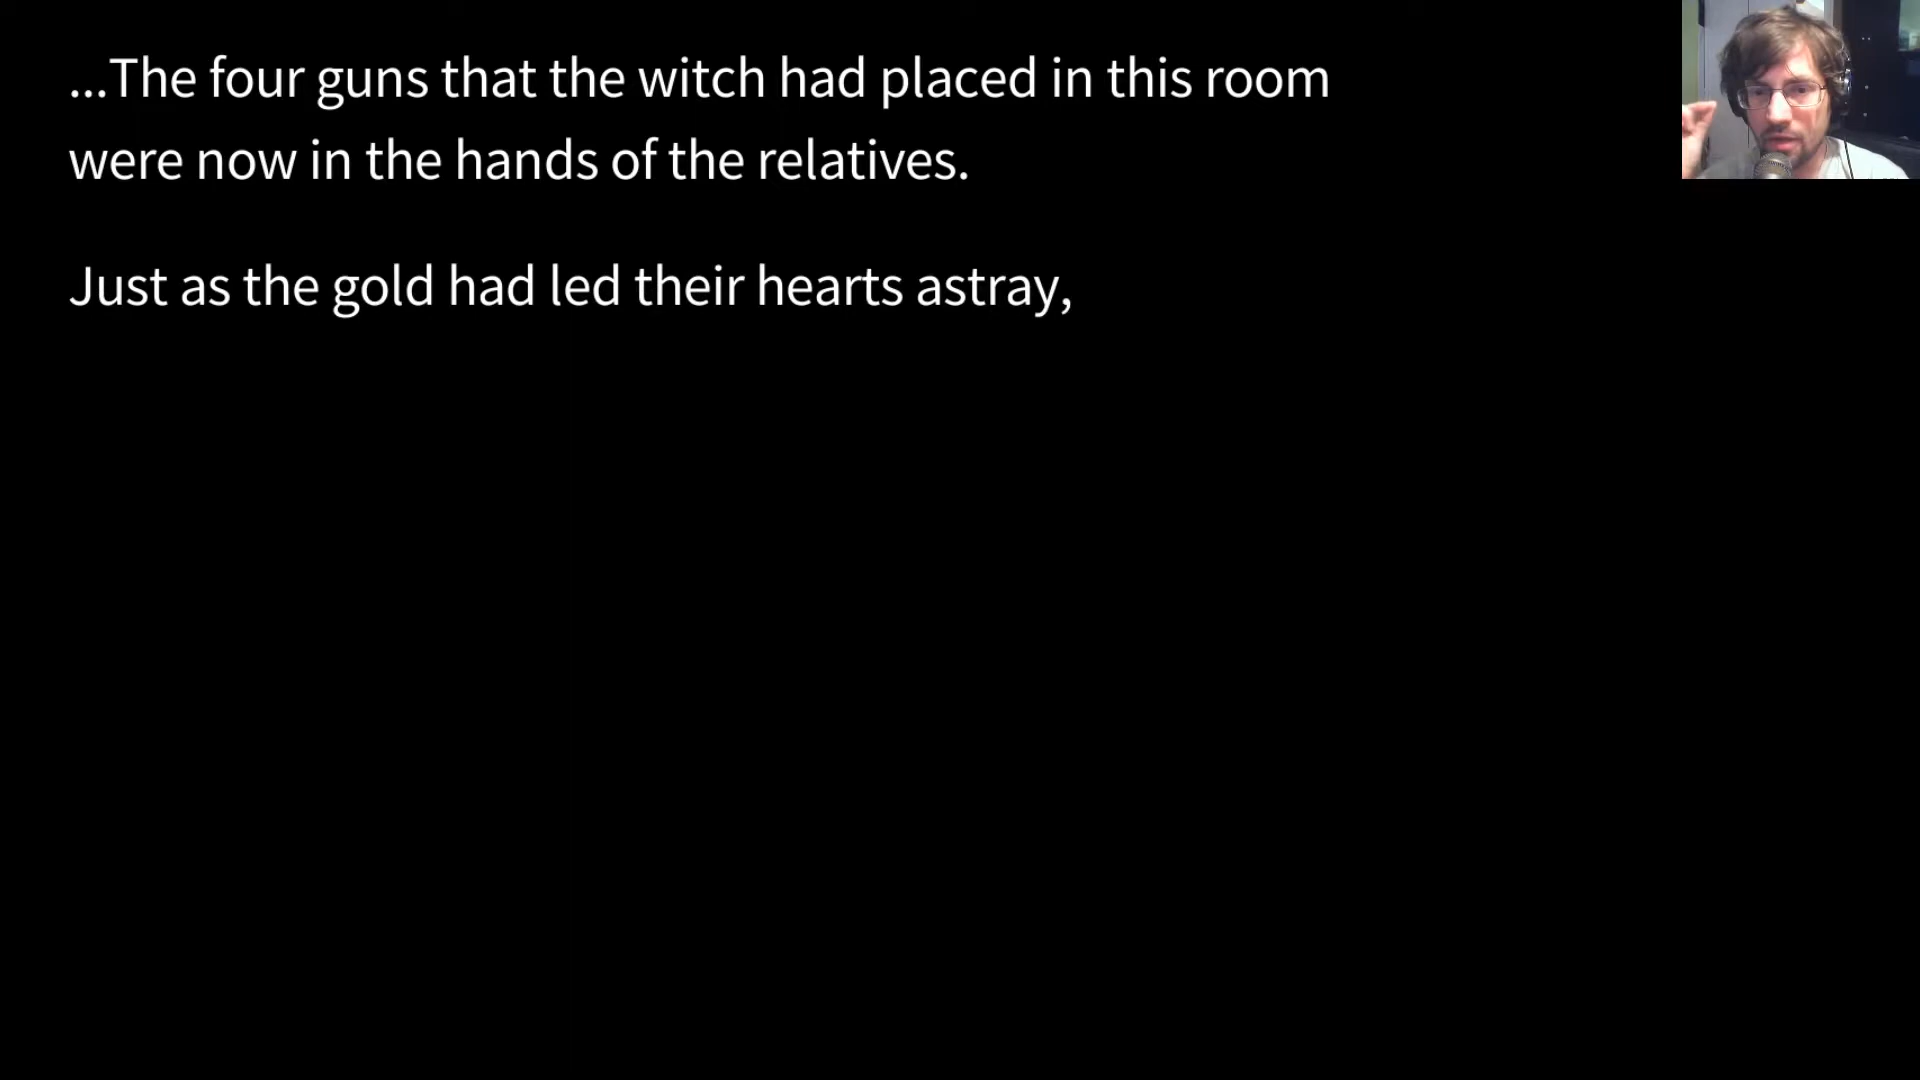 ...The four guns that the witch had placed in this room
were now in the hands of the relatives.
Just as the gold had led their hearts astray,